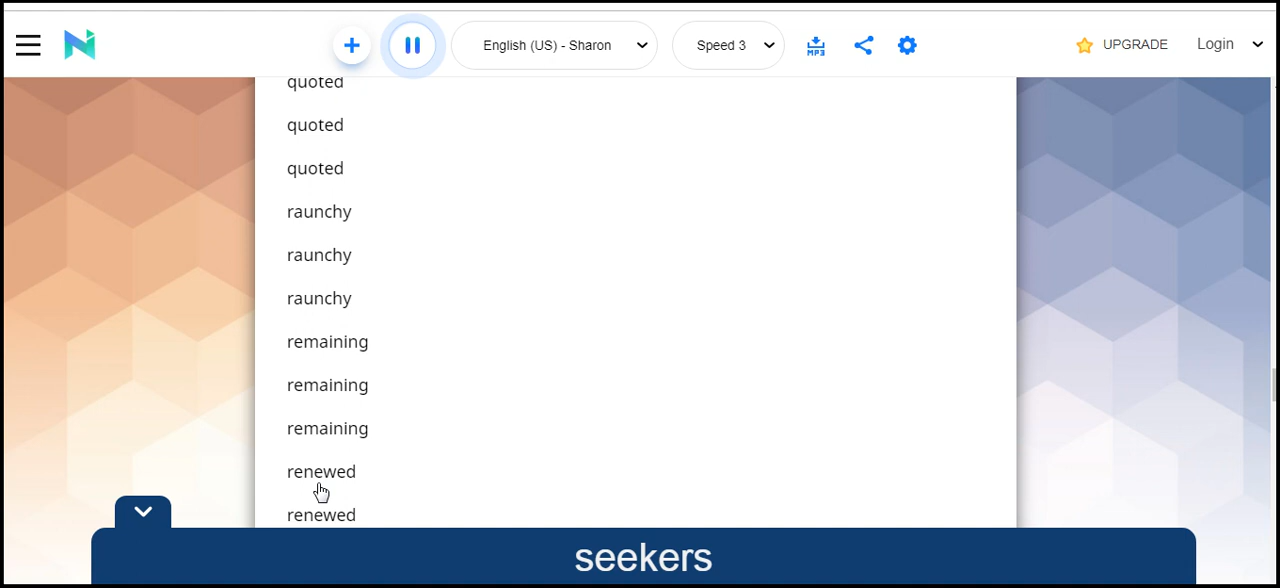 English (US) - Sharon
Speed 3
MP3
UPGRADE
Login
quoted
quoted
quoted
raunchy
raunchy
raunchy
remaining
remaining
remaining
renewed
renewed
seekers